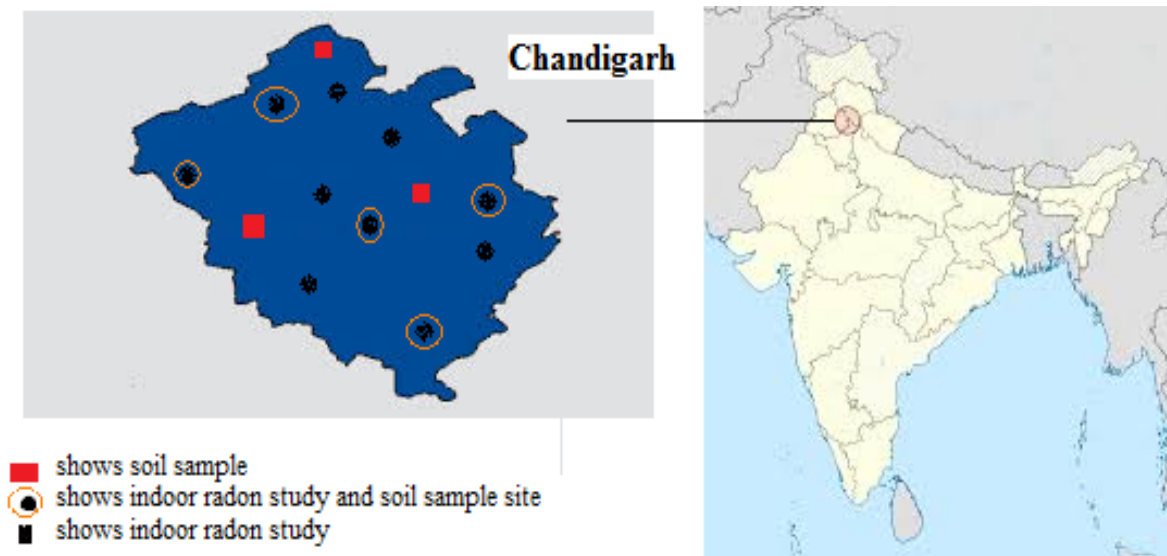 Chandigarh
shows soil sample
shows indoor radon study and soil sample site
shows indoor radon study